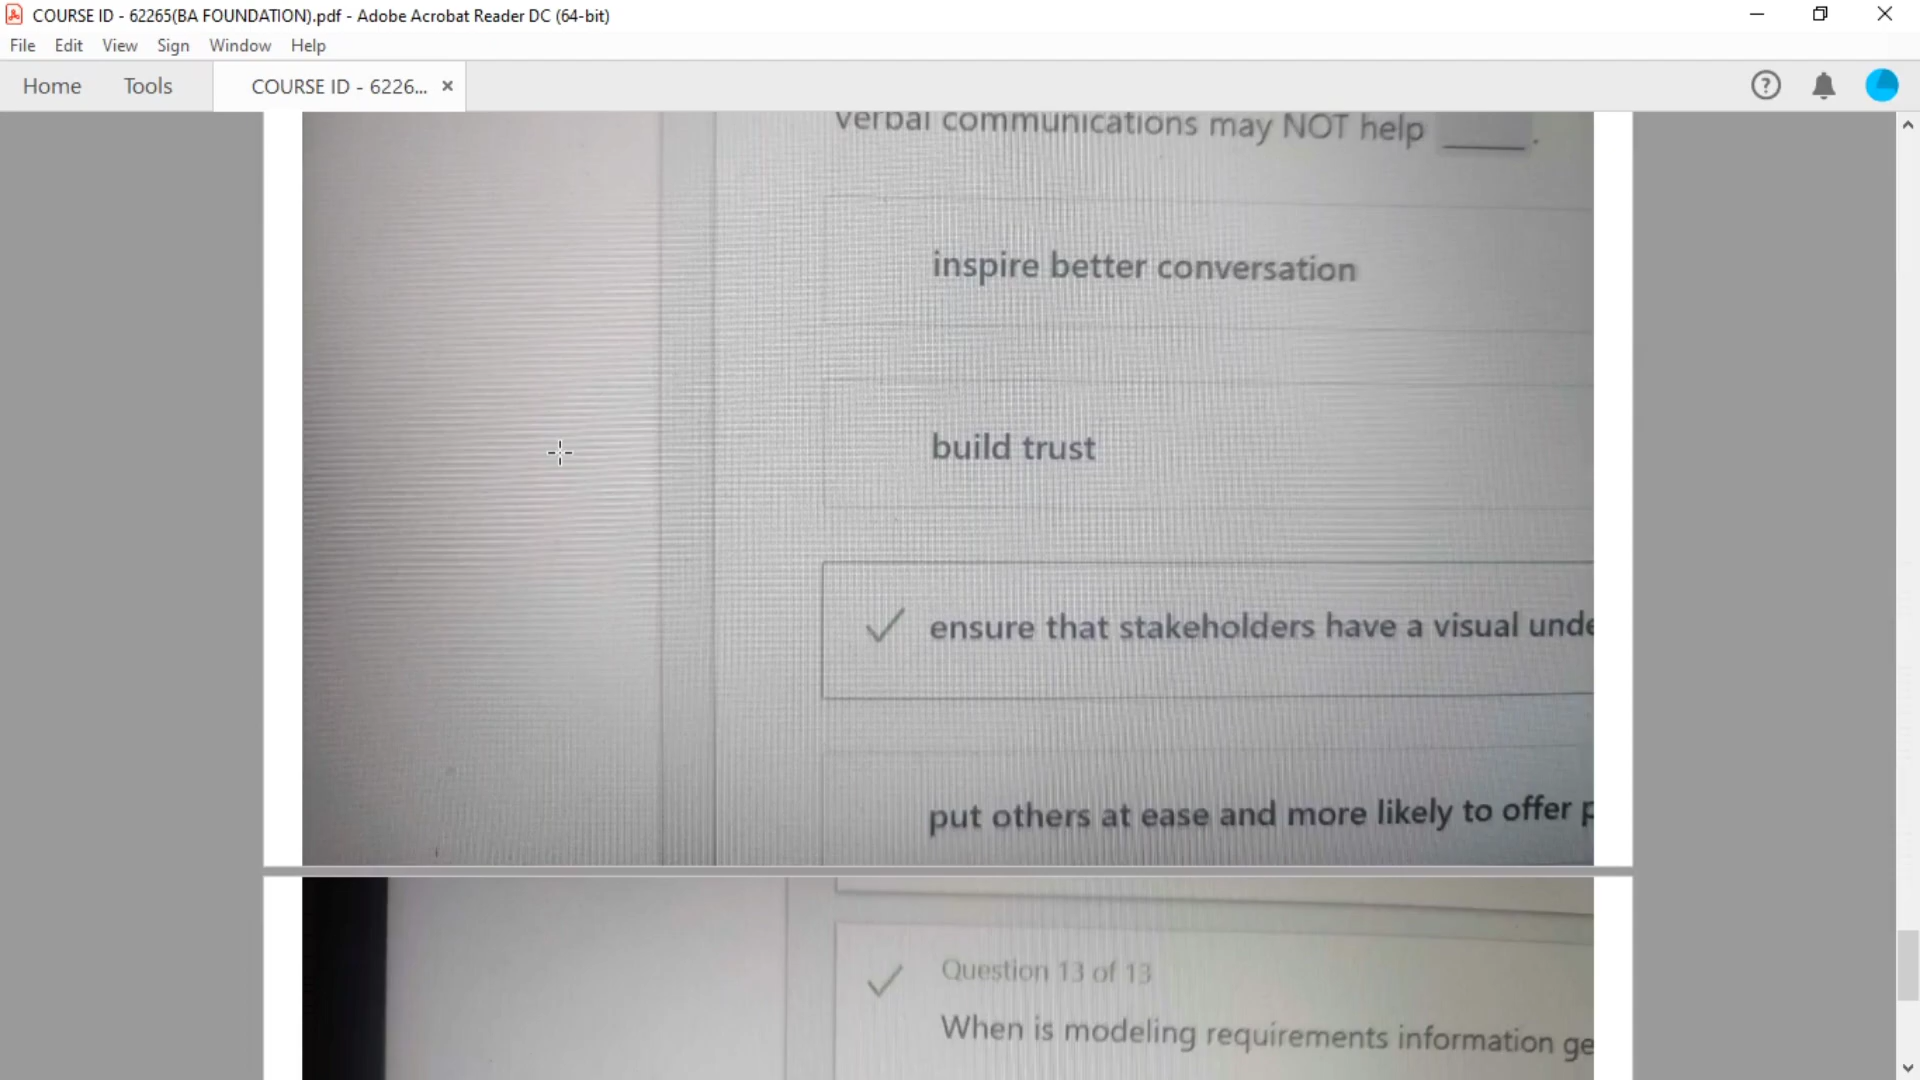 COURSE ID - 62265(BA FOUNDATION).pdf - Adobe Acrobat Reader DC (64-bit)
File Edit View Sign Window Help
Home Tools COURSE ID - 6226... ×
verbal communications may NOT help ____.
inspire better conversation
build trust
ensure that stakeholders have a visual unde
put others at ease and more likely to offer p
Question 13 of 13
When is modeling requirements information ge